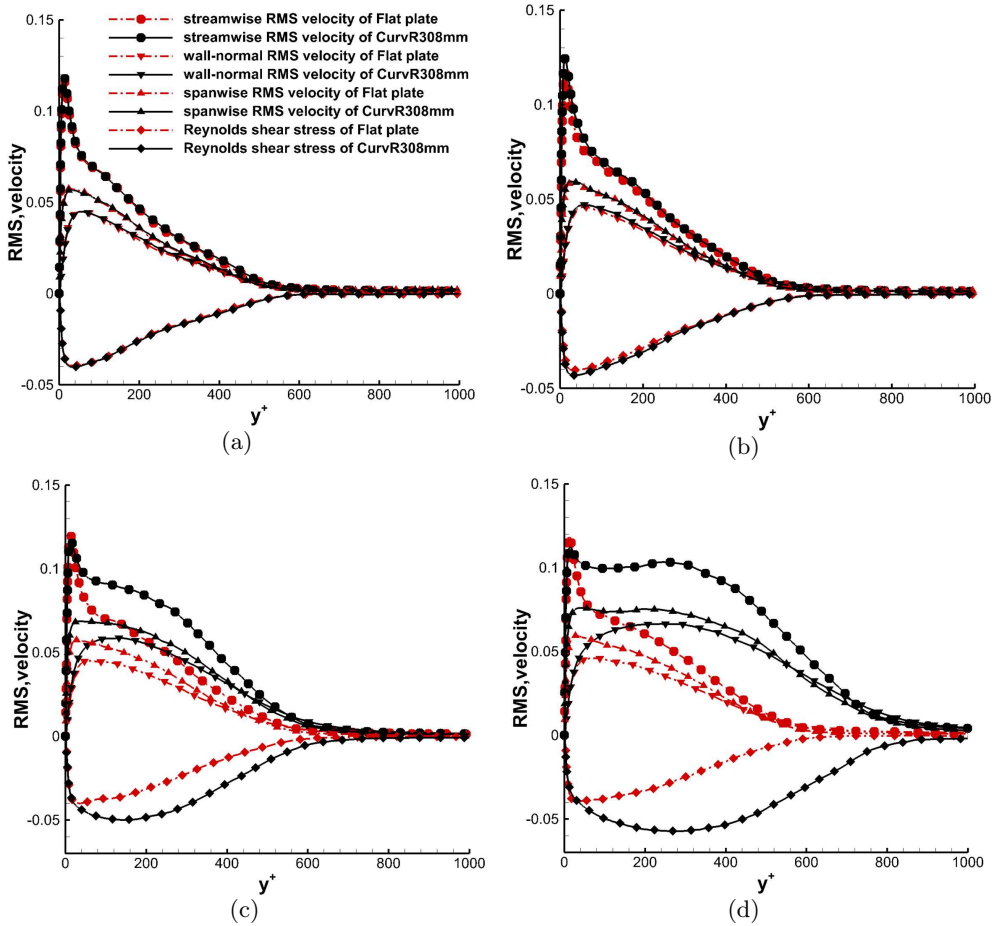 0.15
streamwise RMS velocity of Flat plate
streamwise RMS velocity of CurvR308mm
wall-normal RMS velocity of Flat plate
wall-normal RMS velocity of CurvR308mm
spanwise RMS velocity of Flat plate
spanwise RMS velocity of CurvR308mm
Reynolds shear stress of Flat plate
Reynolds shear stress of CurvR308mm
0.1
0.05
0
-0.05
RMS,velocity
0 200 400 600 800 1000
y+
(a)
0.15
0.1
0.05
0
-0.05
RMS,velocity
0 200 400 600 800 1000
y+
(b)
0.15
0.1
0.05
0
-0.05
RMS,velocity
0 200 400 600 800 1000
y+
(c)
0.15
0.1
0.05
0
-0.05
RMS,velocity
0 200 400 600 800 1000
y+
(d)